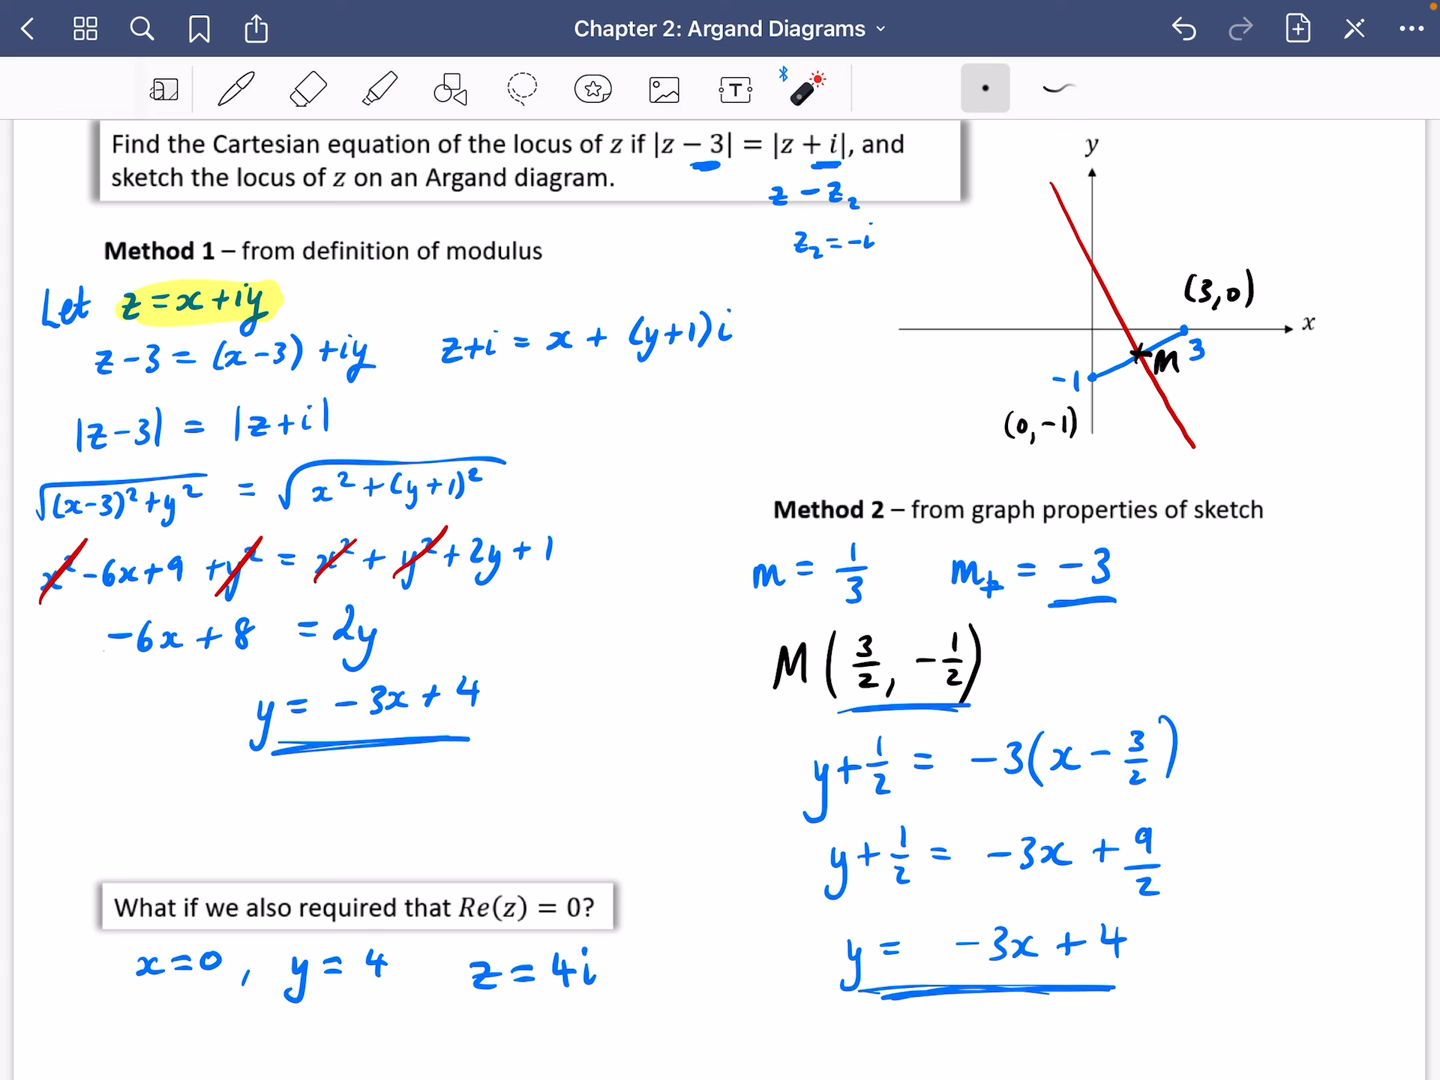 Chapter 2: Argand Diagrams
Find the Cartesian equation of the locus of z if |z − 3| = |z + i|, and
sketch the locus of z on an Argand diagram.
z − z₂
z₂ = −i
Method 1 – from definition of modulus
Let z = x + iy
z − 3 = (x − 3) + iy
z + i = x + (y + 1)i
|z − 3| = |z + i|
√((x − 3)² + y²) = √(x² + (y + 1)²)
x² − 6x + 9 + y² = x² + y² + 2y + 1
−6x + 8 = 2y
y = −3x + 4
What if we also required that Re(z) = 0?
x = 0, y = 4 z = 4i
y
(3, 0)
x
3
M
−1
(0, −1)
Method 2 – from graph properties of sketch
m = 1/3 m⊥ = −3
M (3/2, −1/2)
y + 1/2 = −3(x − 3/2)
y + 1/2 = −3x + 9/2
y = −3x + 4